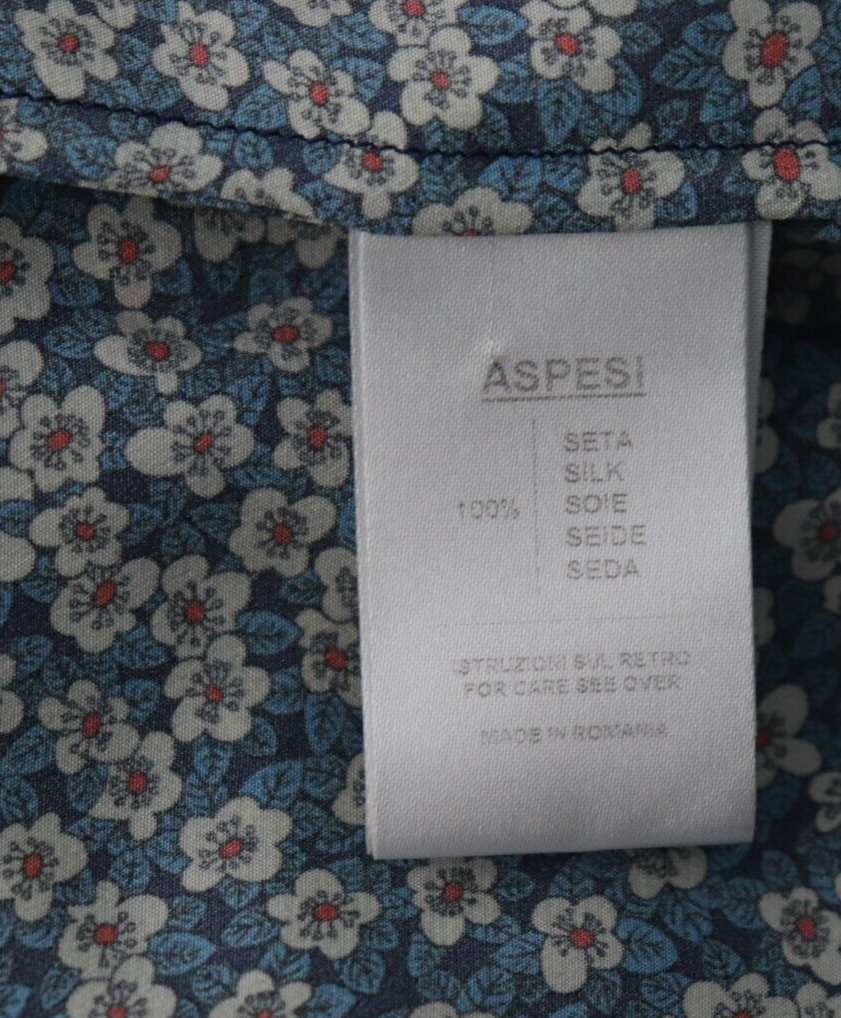 ASPESI
SETA
SILK
100% SOIE
SEIDE
SEDA
ISTRUZIONI SUL RETRO
FOR CARE SEE OVER
MADE IN ROMANIA